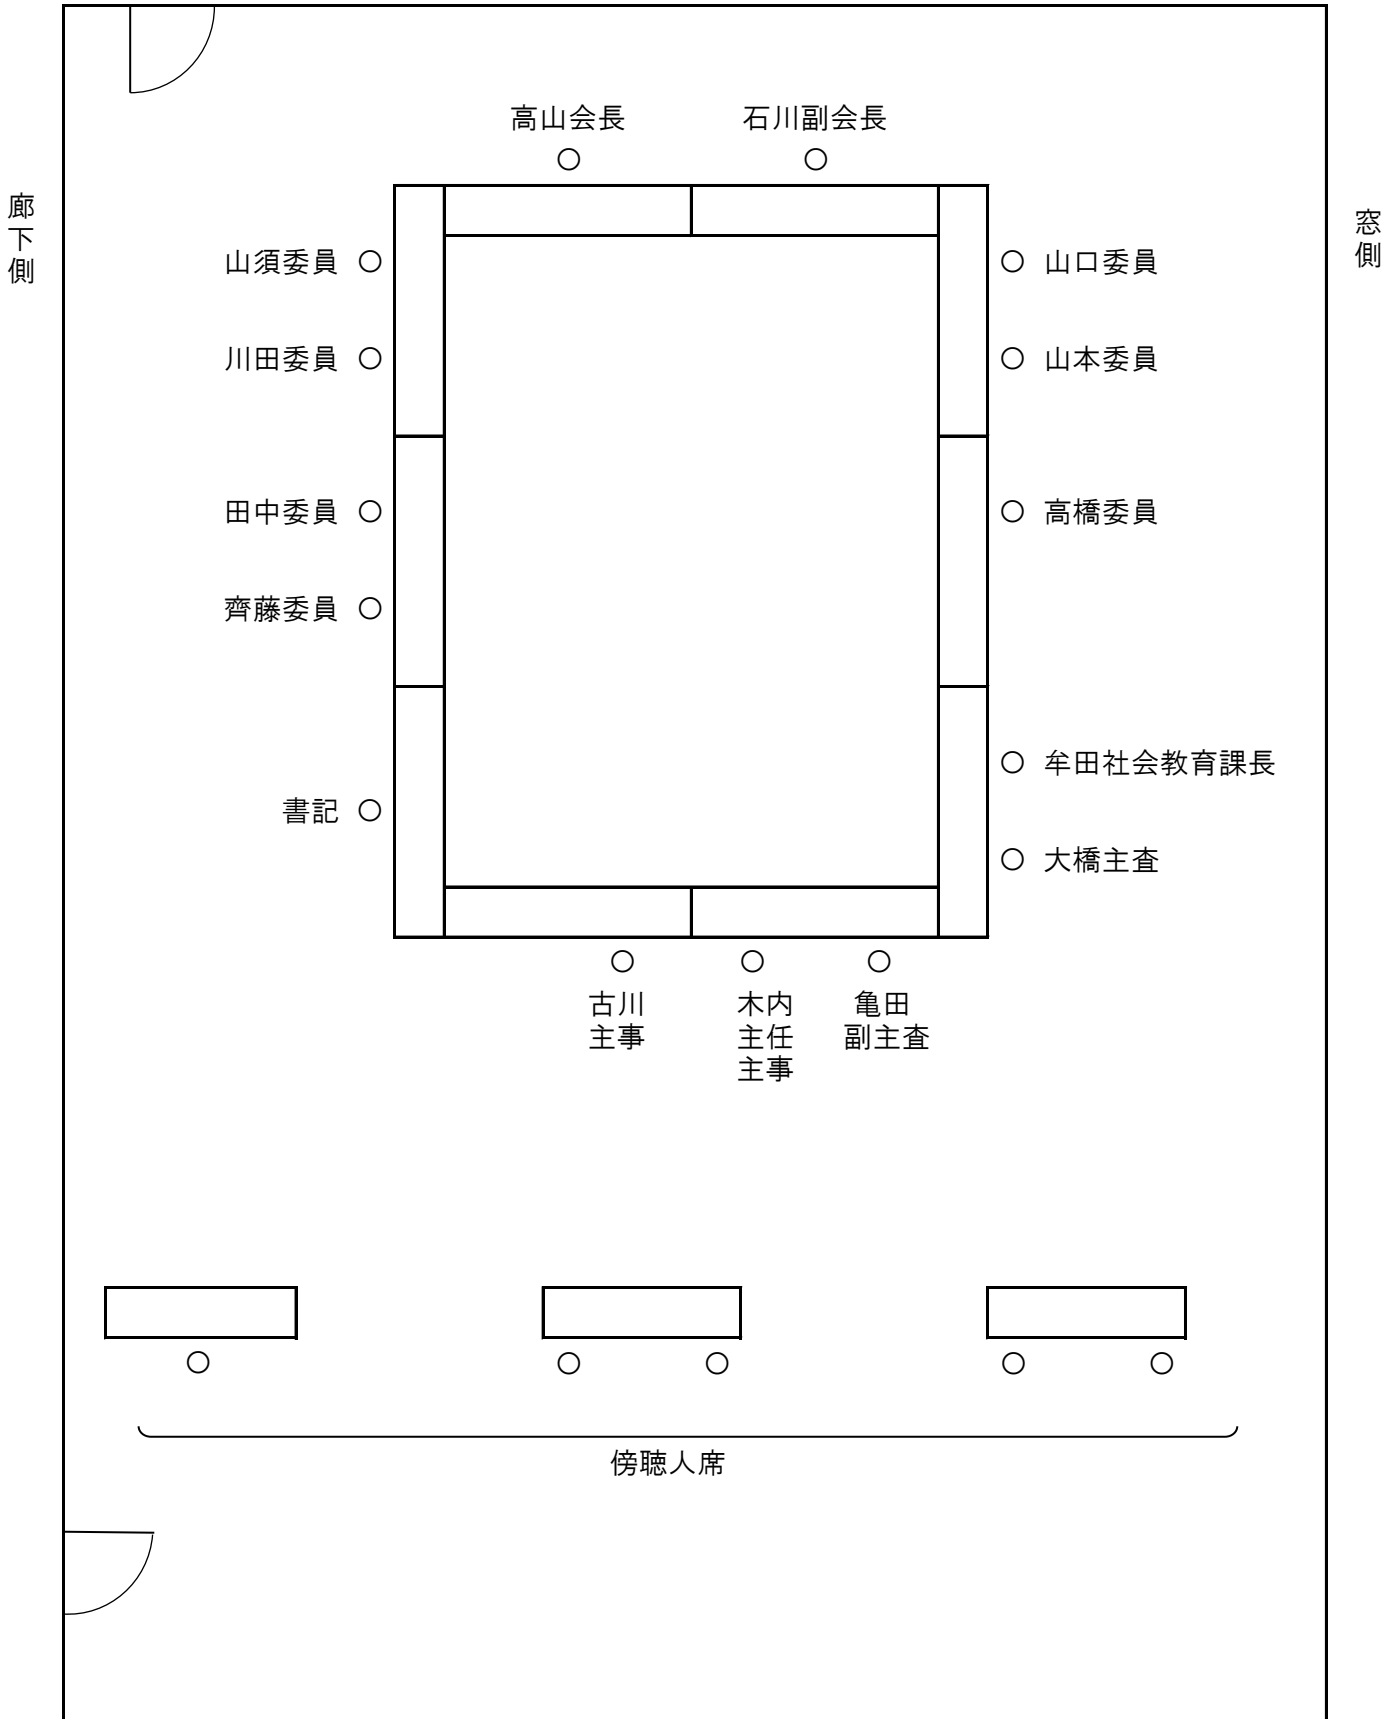 高山会長
石川副会長
廊下側
窓側
山須委員
山口委員
川田委員
山本委員
田中委員
高橋委員
齊藤委員
牟田社会教育課長
書記
大橋主査
古川
主事
木内
主任
主事
亀田
副主査
傍聴人席